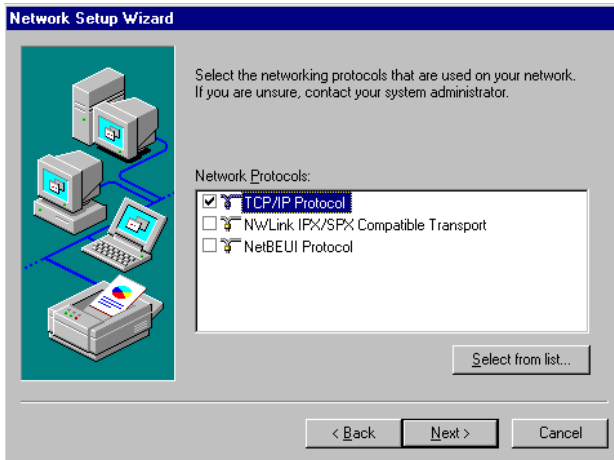 Network Setup Wizard
Select the networking protocols that are used on your network.
If you are unsure, contact your system administrator.
Network Protocols:
TCP/IP Protocol
NWLink IPX/SPX Compatible Transport
NetBEUI Protocol
Select from list...
< Back Next > Cancel